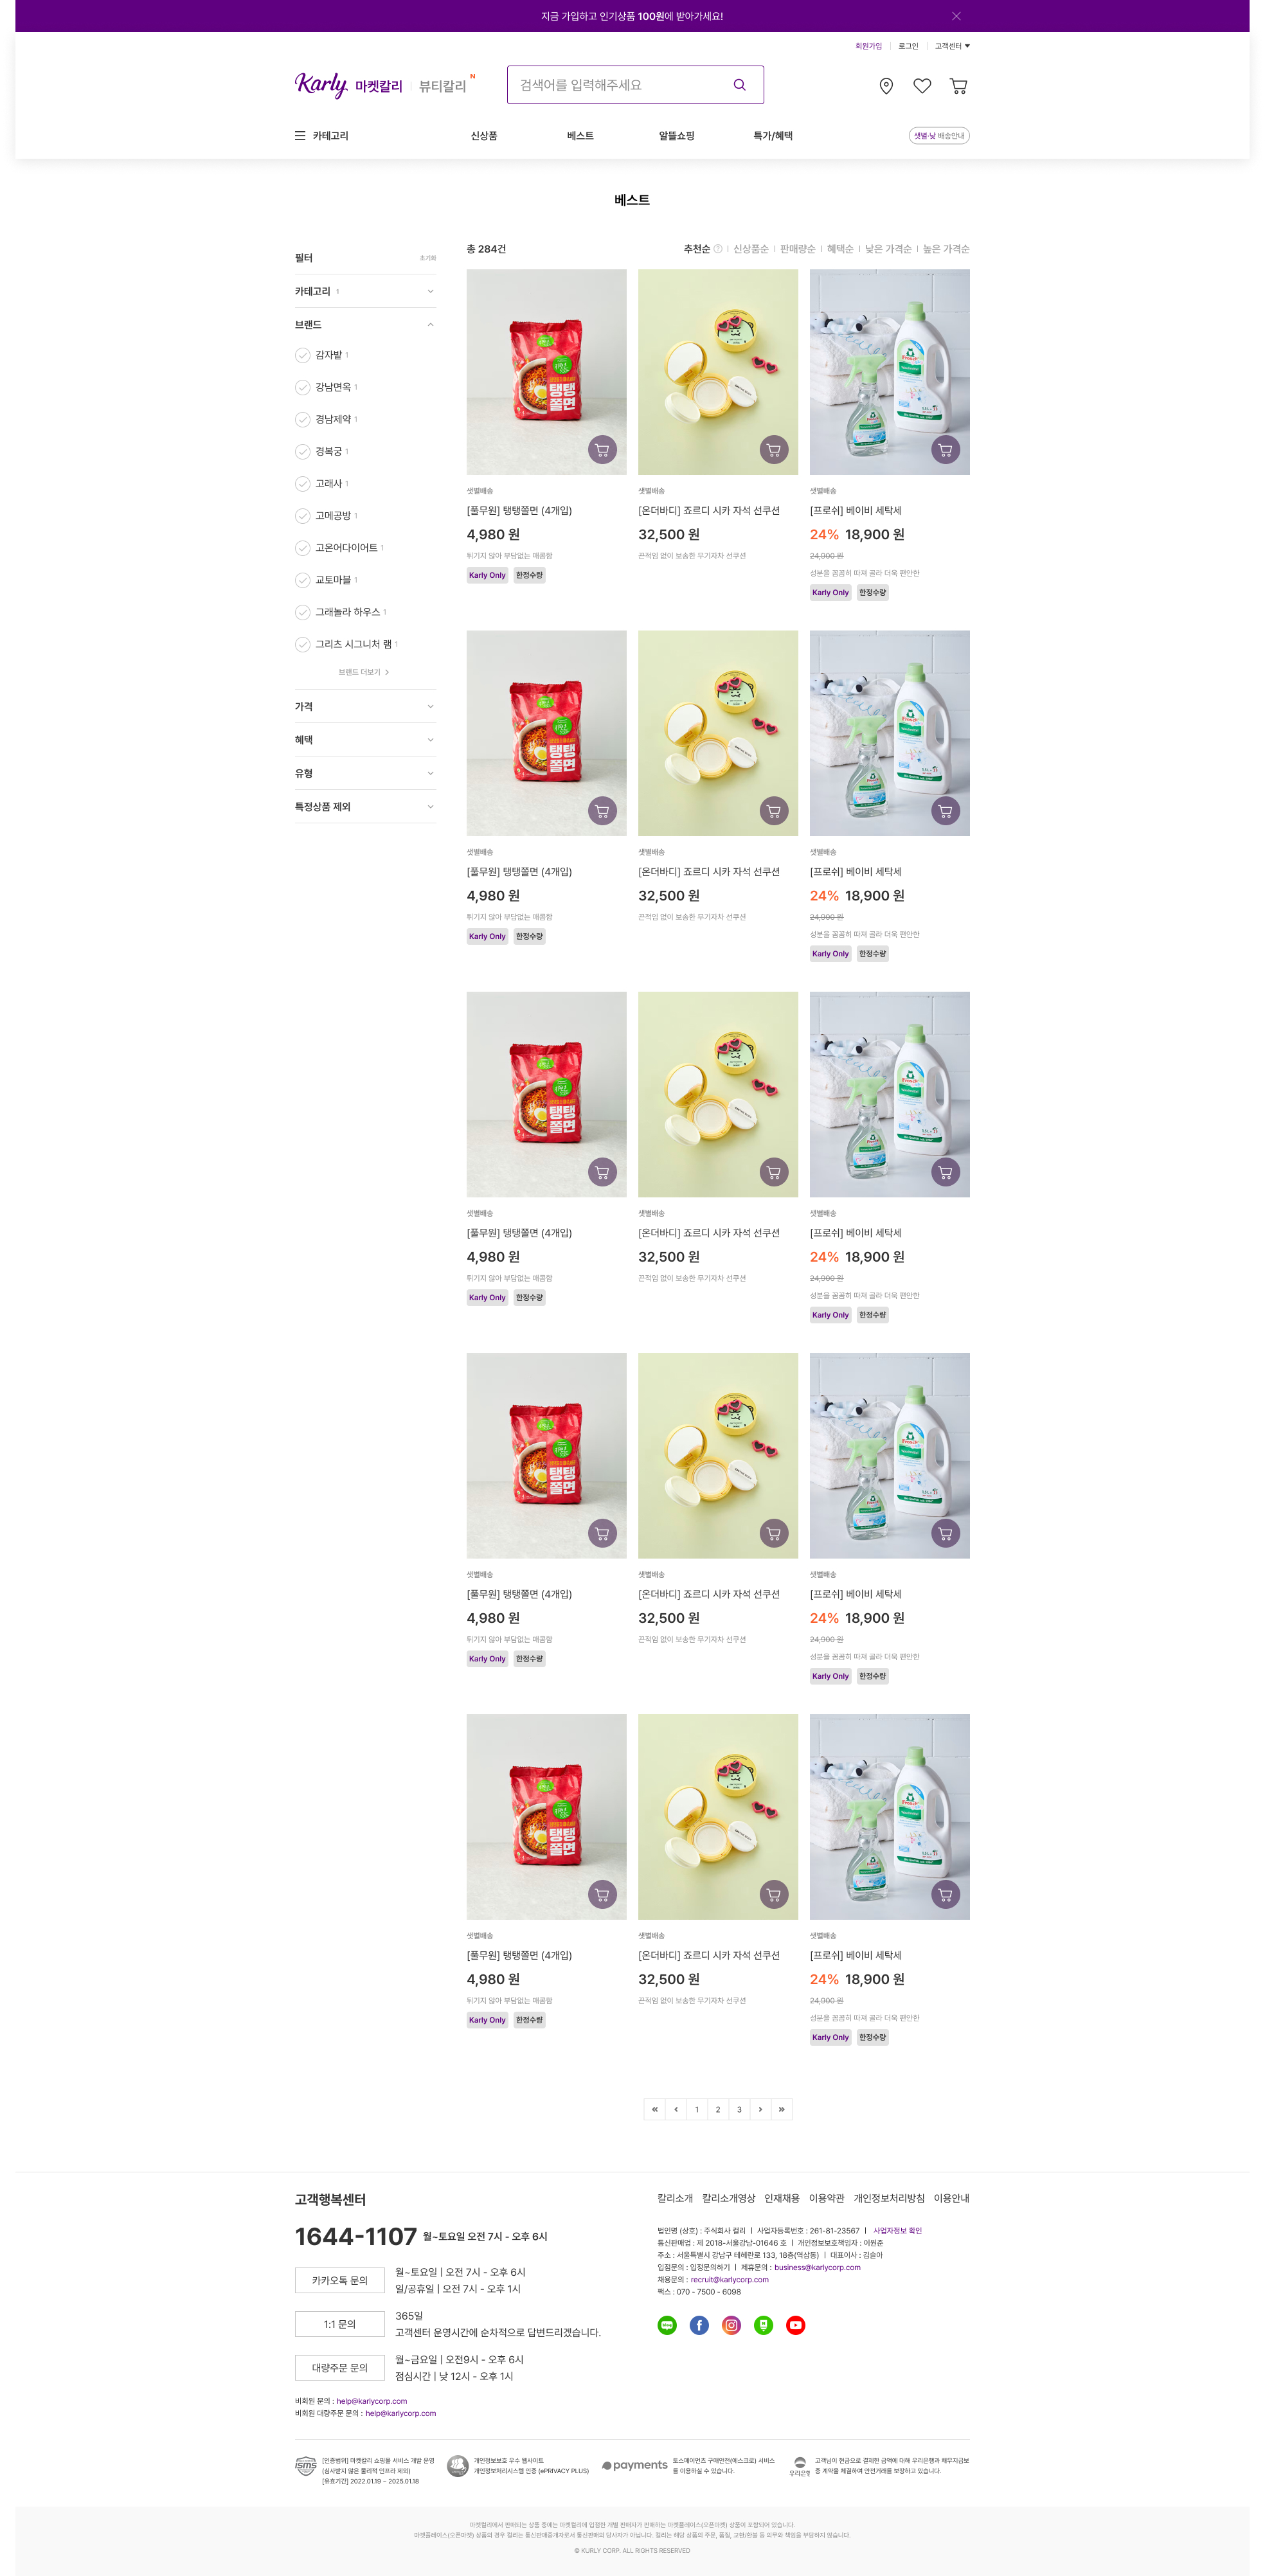 지금 가입하고 인기상품 100원에 받아가세요!
회원가입 로그인 고객센터
Karly 마켓칼리 뷰티칼리 N
검색어를 입력해주세요
카테고리 신상품 베스트 알뜰쇼핑 특가/혜택 샛별·낮 배송안내
베스트
필터 초기화
카테고리 1
브랜드
감자밭 1
강남면옥 1
경남제약 1
경복궁 1
고래사 1
고메공방 1
고온어다이어트 1
교토마블 1
그래놀라 하우스 1
그리츠 시그니처 램 1
브랜드 더보기
가격
혜택
유형
특정상품 제외
총 284건 추천순 신상품순 판매량순 혜택순 낮은 가격순 높은 가격순
탱탱쫄면
샛별배송 샛별배송 샛별배송
[풀무원] 탱탱쫄면 (4개입) [온더바디] 죠르디 시카 자석 선쿠션 [프로쉬] 베이비 세탁세
4,980 원 32,500 원 24% 18,900 원
튀기지 않아 부담없는 매콤함 끈적임 없이 보송한 무기자차 선쿠션 24,900 원
성분을 꼼꼼히 따져 골라 더욱 편안한
Karly Only 한정수량 Karly Only 한정수량
탱탱쫄면
샛별배송 샛별배송 샛별배송
[풀무원] 탱탱쫄면 (4개입) [온더바디] 죠르디 시카 자석 선쿠션 [프로쉬] 베이비 세탁세
4,980 원 32,500 원 24% 18,900 원
튀기지 않아 부담없는 매콤함 끈적임 없이 보송한 무기자차 선쿠션 24,900 원
성분을 꼼꼼히 따져 골라 더욱 편안한
Karly Only 한정수량 Karly Only 한정수량
탱탱쫄면
샛별배송 샛별배송 샛별배송
[풀무원] 탱탱쫄면 (4개입) [온더바디] 죠르디 시카 자석 선쿠션 [프로쉬] 베이비 세탁세
4,980 원 32,500 원 24% 18,900 원
튀기지 않아 부담없는 매콤함 끈적임 없이 보송한 무기자차 선쿠션 24,900 원
성분을 꼼꼼히 따져 골라 더욱 편안한
Karly Only 한정수량 Karly Only 한정수량
탱탱쫄면
샛별배송 샛별배송 샛별배송
[풀무원] 탱탱쫄면 (4개입) [온더바디] 죠르디 시카 자석 선쿠션 [프로쉬] 베이비 세탁세
4,980 원 32,500 원 24% 18,900 원
튀기지 않아 부담없는 매콤함 끈적임 없이 보송한 무기자차 선쿠션 24,900 원
성분을 꼼꼼히 따져 골라 더욱 편안한
Karly Only 한정수량 Karly Only 한정수량
탱탱쫄면
샛별배송 샛별배송 샛별배송
[풀무원] 탱탱쫄면 (4개입) [온더바디] 죠르디 시카 자석 선쿠션 [프로쉬] 베이비 세탁세
4,980 원 32,500 원 24% 18,900 원
튀기지 않아 부담없는 매콤함 끈적임 없이 보송한 무기자차 선쿠션 24,900 원
성분을 꼼꼼히 따져 골라 더욱 편안한
Karly Only 한정수량 Karly Only 한정수량
« ‹ 1 2 3 › »
고객행복센터
1644-1107 월~토요일 오전 7시 - 오후 6시
카카오톡 문의
월~토요일 | 오전 7시 - 오후 6시
일/공휴일 | 오전 7시 - 오후 1시
1:1 문의
365일
고객센터 운영시간에 순차적으로 답변드리겠습니다.
대량주문 문의
월~금요일 | 오전9시 - 오후 6시
점심시간 | 낮 12시 - 오후 1시
비회원 문의 : help@karlycorp.com
비회원 대량주문 문의 : help@karlycorp.com
칼리소개 칼리소개영상 인재채용 이용약관 개인정보처리방침 이용안내
법인명 (상호) : 주식회사 컬리 | 사업자등록번호 : 261-81-23567 | 사업자정보 확인
통신판매업 : 제 2018-서울강남-01646 호 | 개인정보보호책임자 : 이원준
주소 : 서울특별시 강남구 테헤란로 133, 18층(역삼동) | 대표이사 : 김슬아
입점문의 : 입점문의하기 | 제휴문의 : business@karlycorp.com
채용문의 : recruit@karlycorp.com
팩스 : 070 - 7500 - 6098
isms
[인증범위] 마켓컬리 쇼핑몰 서비스 개발 운영
(심사받지 않은 물리적 인프라 제외)
[유효기간] 2022.01.19 ~ 2025.01.18
개인정보보호 우수 웹사이트
개인정보처리시스템 인증 (ePRIVACY PLUS)
payments
토스페이먼츠 구매안전(에스크로) 서비스
를 이용하실 수 있습니다.
우리은행
고객님이 현금으로 결제한 금액에 대해 우리은행과 채무지급보
증 계약을 체결하여 안전거래를 보장하고 있습니다.
마켓컬리에서 판매되는 상품 중에는 마켓컬리에 입점한 개별 판매자가 판매하는 마켓플레이스(오픈마켓) 상품이 포함되어 있습니다.
마켓플레이스(오픈마켓) 상품의 경우 컬리는 통신판매중개자로서 통신판매의 당사자가 아닙니다. 컬리는 해당 상품의 주문, 품질, 교환/환불 등 의무와 책임을 부담하지 않습니다.
© KURLY CORP. ALL RIGHTS RESERVED